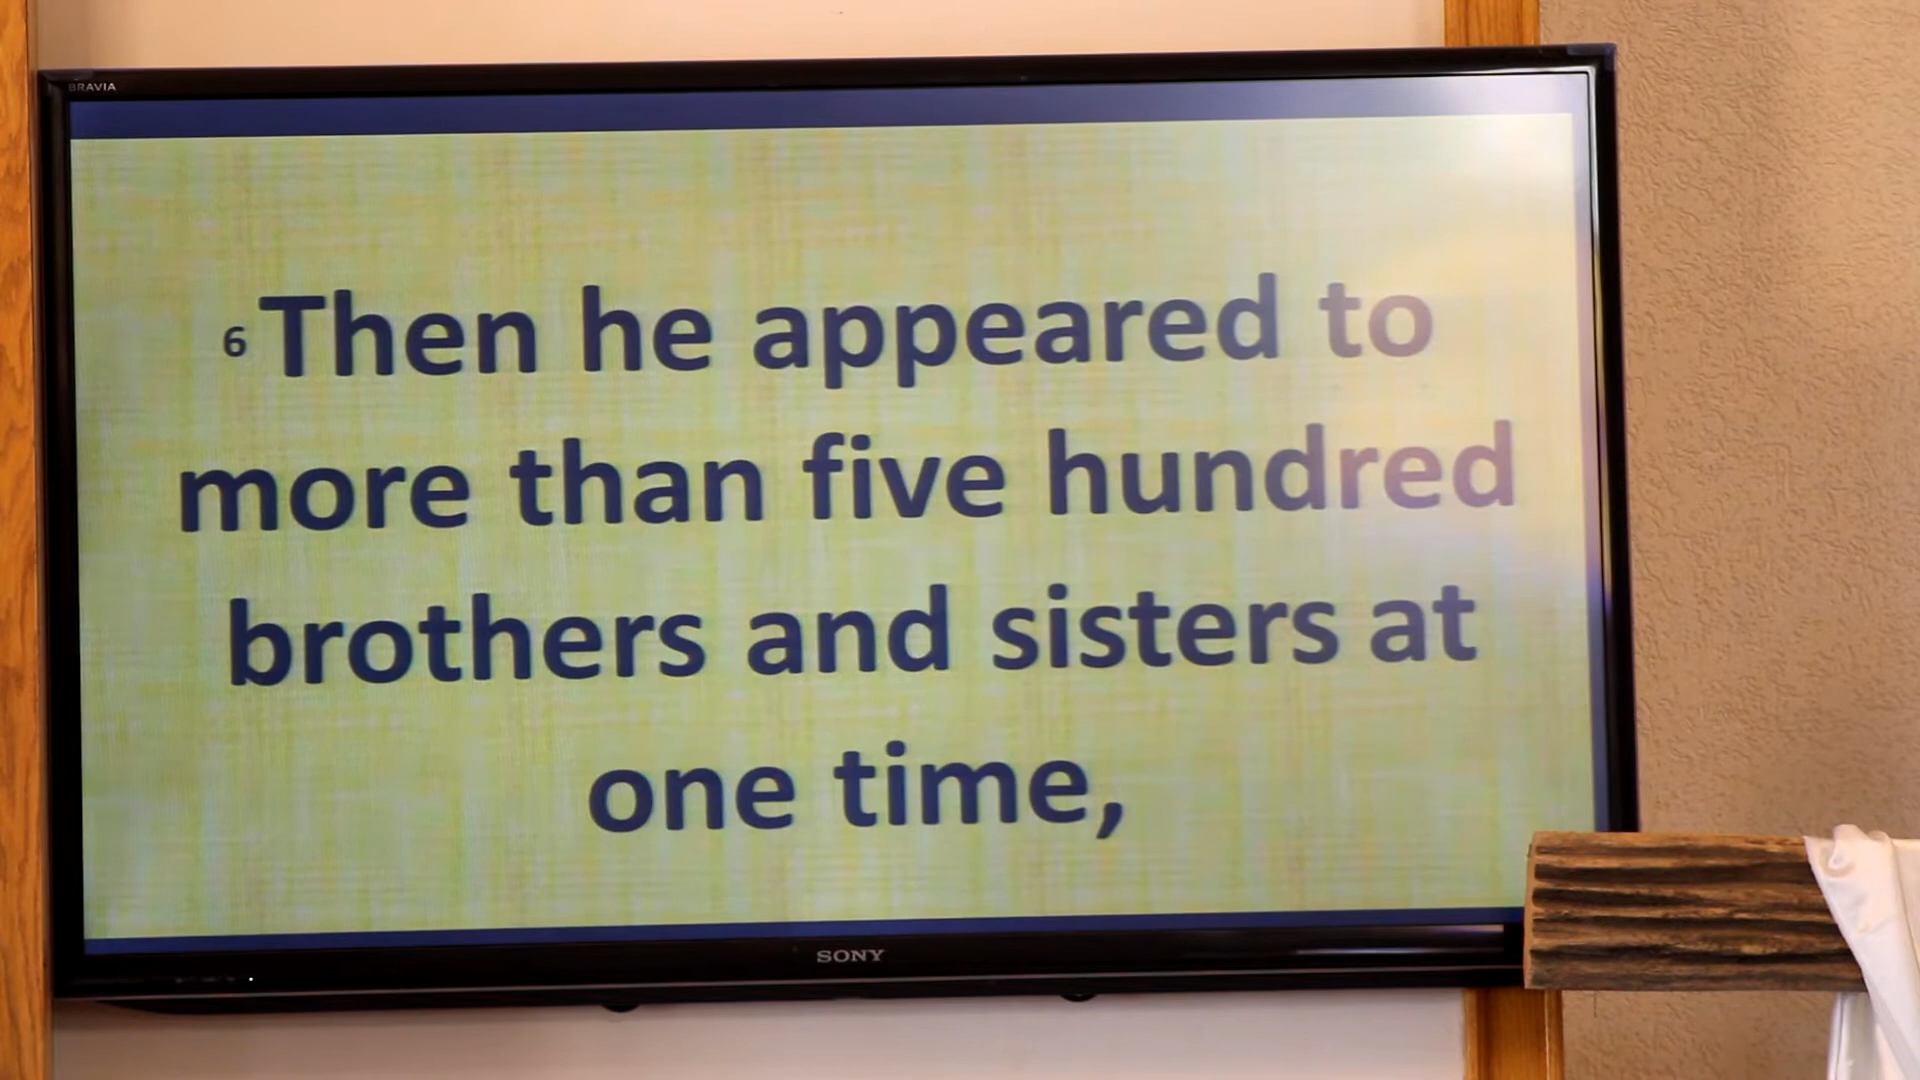 BRAVIA
6 Then he appeared to
more than five hundred
brothers and sisters at
one time,
SONY